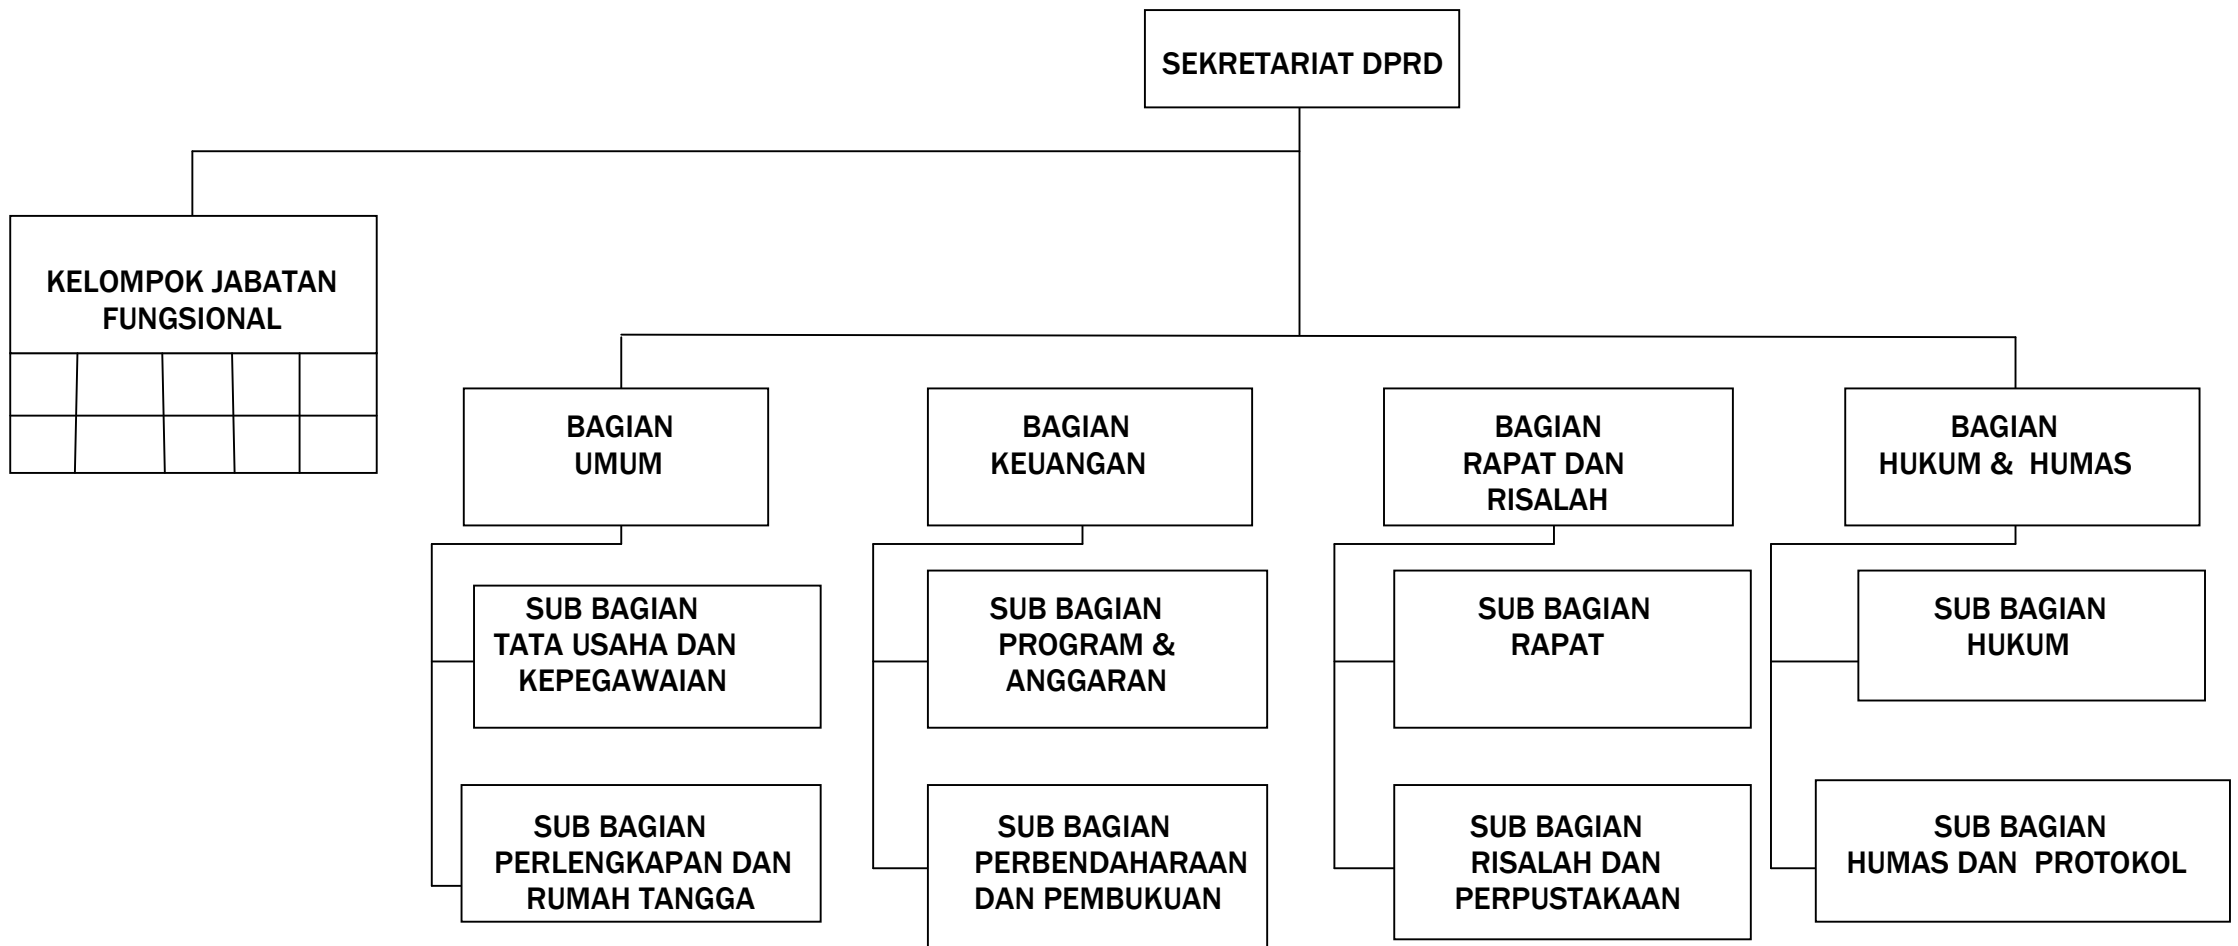 SEKRETARIAT DPRD
KELOMPOK JABATAN
FUNGSIONAL
BAGIAN
UMUM
BAGIAN
KEUANGAN
BAGIAN
RAPAT DAN
RISALAH
BAGIAN
HUKUM & HUMAS
SUB BAGIAN
TATA USAHA DAN
KEPEGAWAIAN
SUB BAGIAN
PROGRAM &
ANGGARAN
SUB BAGIAN
RAPAT
SUB BAGIAN
HUKUM
SUB BAGIAN
PERLENGKAPAN DAN
RUMAH TANGGA
SUB BAGIAN
PERBENDAHARAAN
DAN PEMBUKUAN
SUB BAGIAN
RISALAH DAN
PERPUSTAKAAN
SUB BAGIAN
HUMAS DAN PROTOKOL